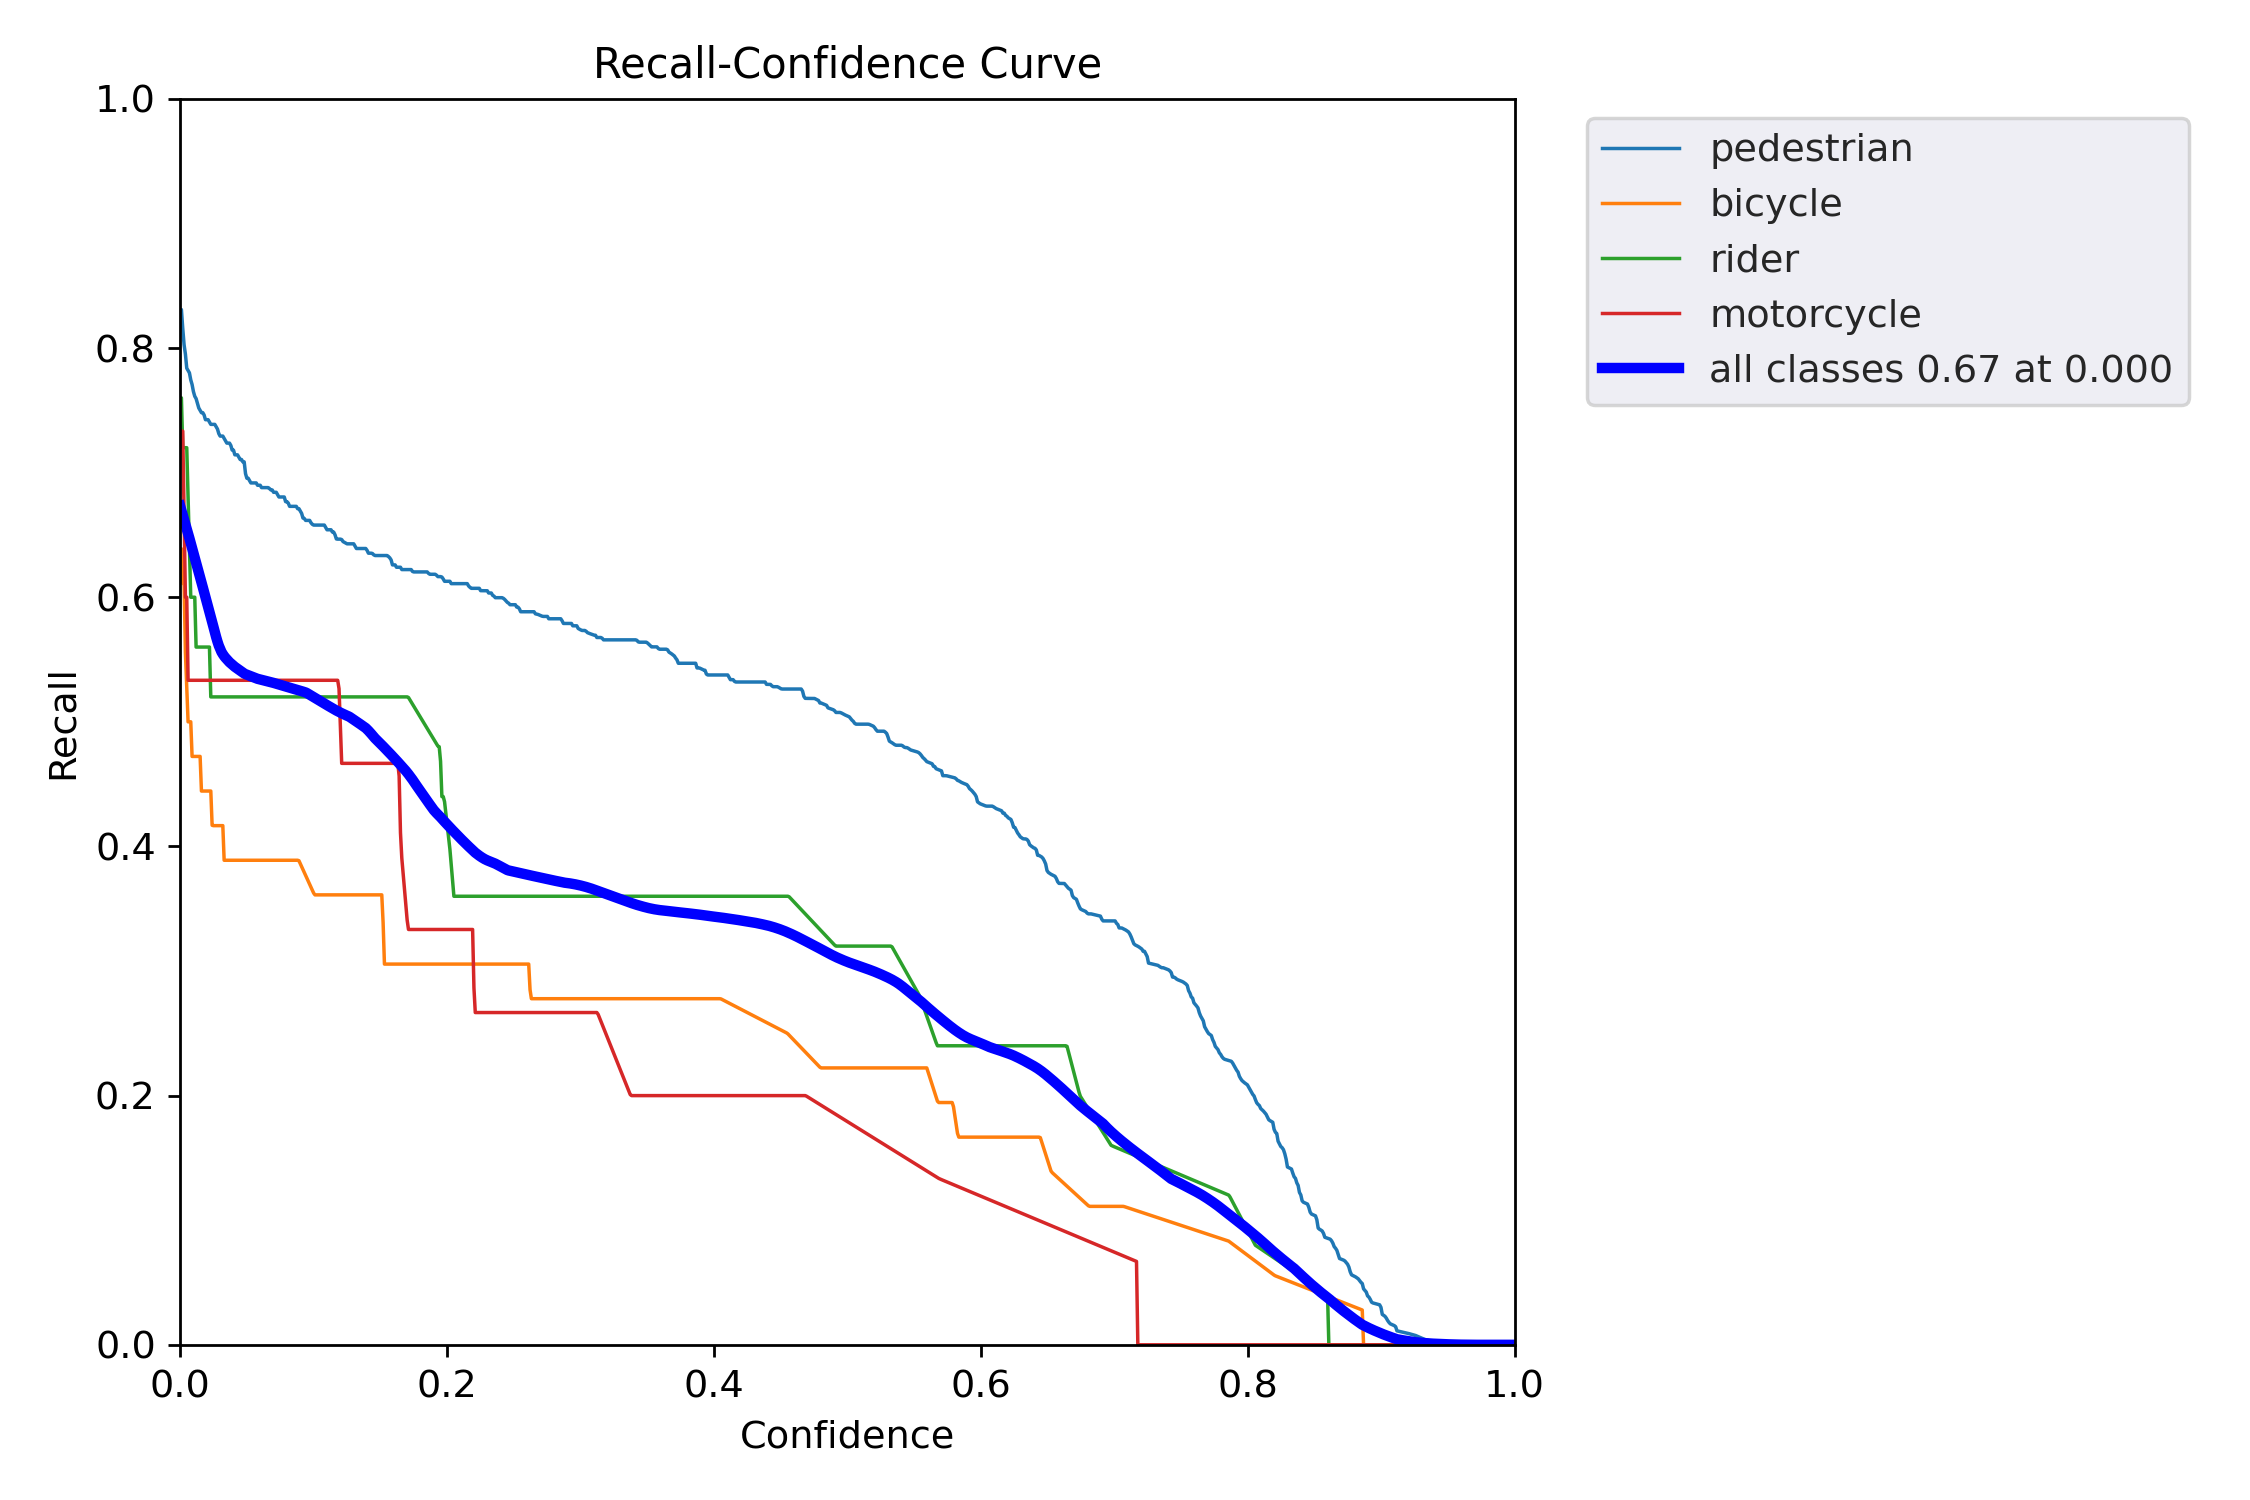 Recall-Confidence Curve
1.0
0.8
0.6
0.4
0.2
0.0
Recall
0.0 0.2 0.4 0.6 0.8 1.0
Confidence
pedestrian
bicycle
rider
motorcycle
all classes 0.67 at 0.000